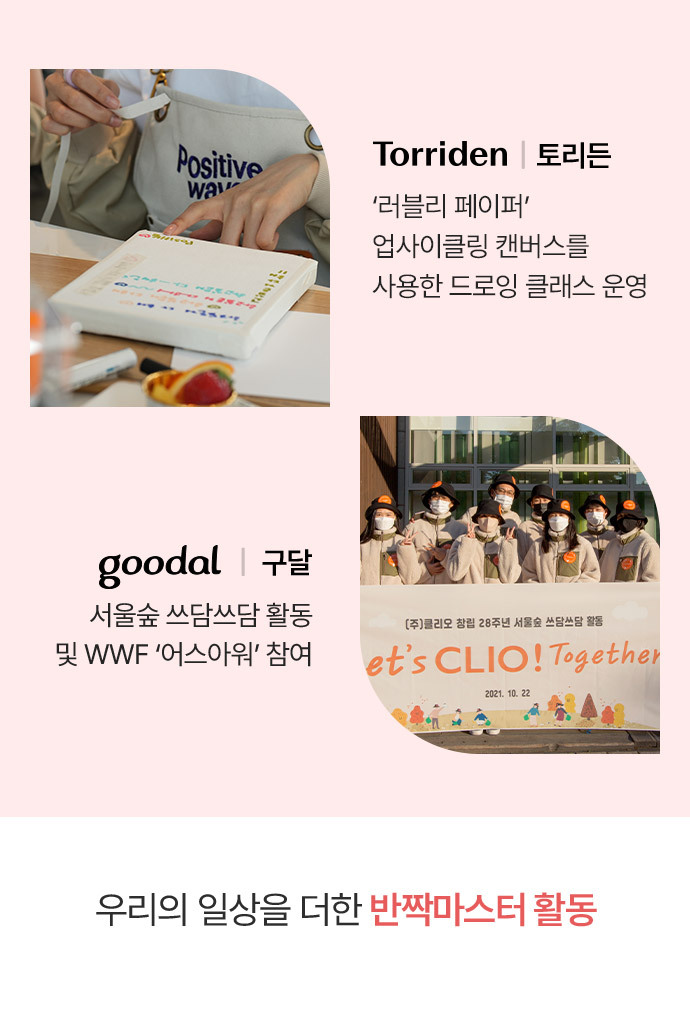 Positive
Torriden | 토리든
‘러브리 페이퍼’
업사이클링 캔버스를
사용한 드로잉 클래스 운영
goodal | 구달
서울숲 쓰담쓰담 활동
및 WWF ‘어스아워’ 참여
(주)클리오 창립 28주년 서울숲 쓰담쓰담 활동
et's CLIO! Together
2021. 10. 22
우리의 일상을 더한 반짝마스터 활동